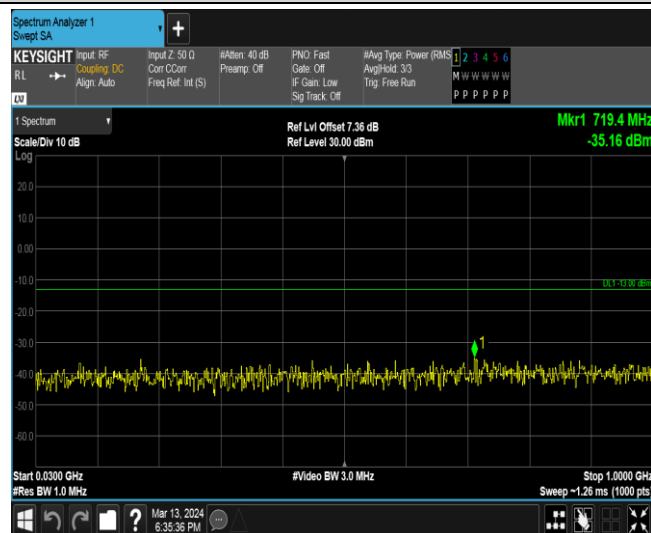 Spectrum Analyzer 1
Swept SA
+
KEYSIGHT Input: RF Input Z: 50 Ω #Atten: 40 dB PNO: Fast #Avg Type: Power (RMS 1 2 3 4 5 6
RL Coupling: DC Corr CCorr Preamp: Off Gate: Off Avg|Hold: 3/3 M W W W W W
Align: Auto Freq Ref: Int (S) IF Gain: Low Trig: Free Run
Sig Track: Off P P P P P P
LXI
1 Spectrum Ref Lvl Offset 7.36 dB Mkr1 719.4 MHz
Scale/Div 10 dB Ref Level 30.00 dBm -35.16 dBm
Log
20.0
10.0
0.00
-10.0
DL1 -13.00 dBm
-20.0
-30.0
1
-40.0
-50.0
-60.0
Start 0.0300 GHz #Video BW 3.0 MHz Stop 1.0000 GHz
#Res BW 1.0 MHz Sweep ~1.26 ms (1000 pts)
? Mar 13, 2024
6:35:36 PM